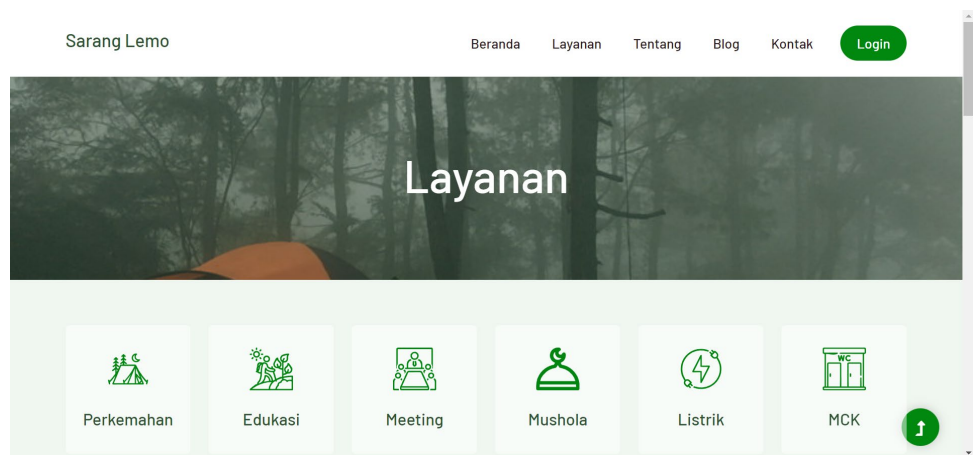 Sarang Lemo
Beranda Layanan Tentang Blog Kontak Login
Layanan
WC
Perkemahan Edukasi Meeting Mushola Listrik MCK